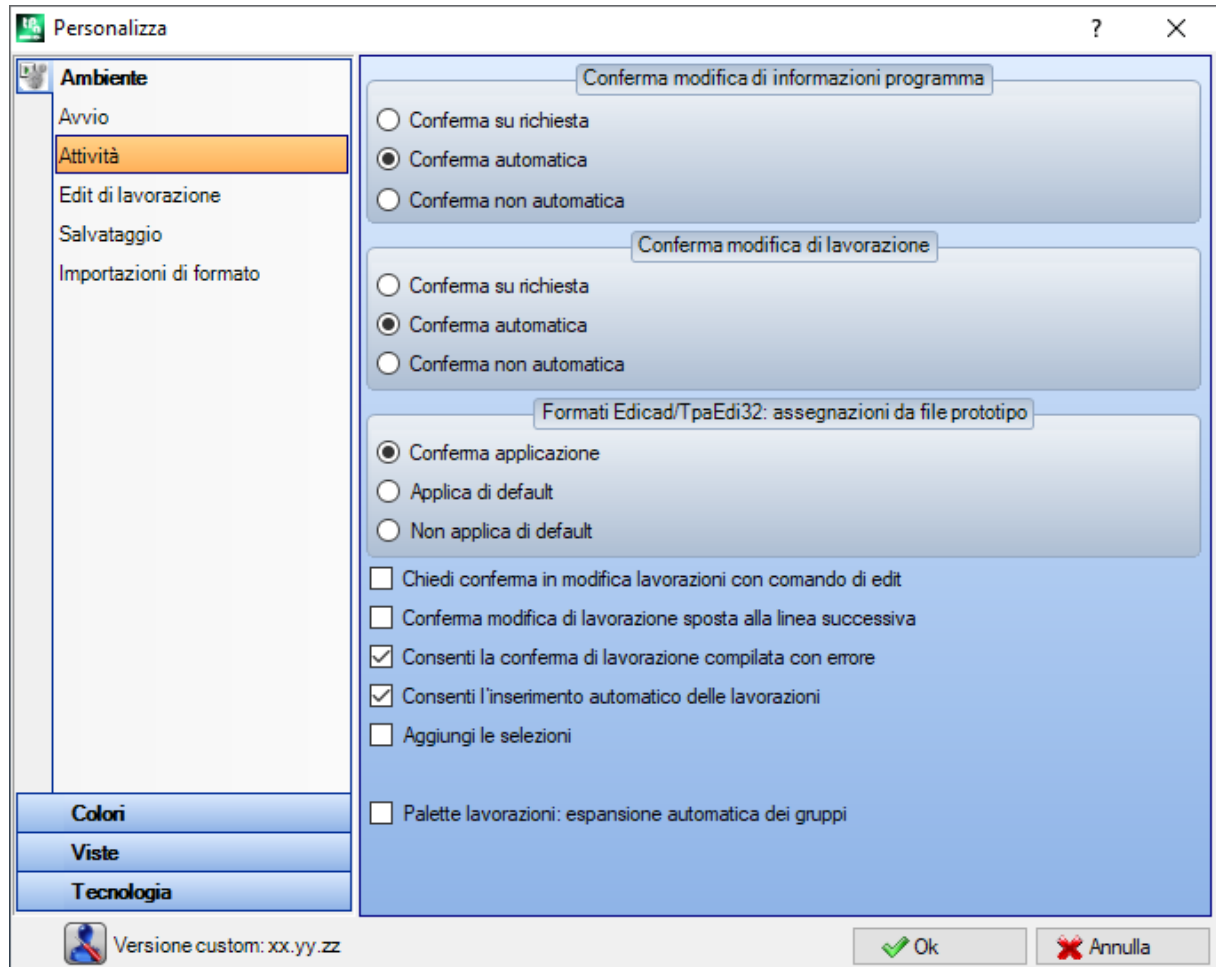 Personalizza
?
Ambiente
Avvio
Attività
Edit di lavorazione
Salvataggio
Importazioni di formato
Colori
Viste
Tecnologia
Conferma modifica di informazioni programma
Conferma su richiesta
Conferma automatica
Conferma non automatica
Conferma modifica di lavorazione
Conferma su richiesta
Conferma automatica
Conferma non automatica
Formati Edicad/TpaEdi32: assegnazioni da file prototipo
Conferma applicazione
Applica di default
Non applica di default
Chiedi conferma in modifica lavorazioni con comando di edit
Conferma modifica di lavorazione sposta alla linea successiva
Consenti la conferma di lavorazione compilata con errore
Consenti l'inserimento automatico delle lavorazioni
Aggiungi le selezioni
Palette lavorazioni: espansione automatica dei gruppi
Versione custom: xx.yy.zz
Ok
Annulla